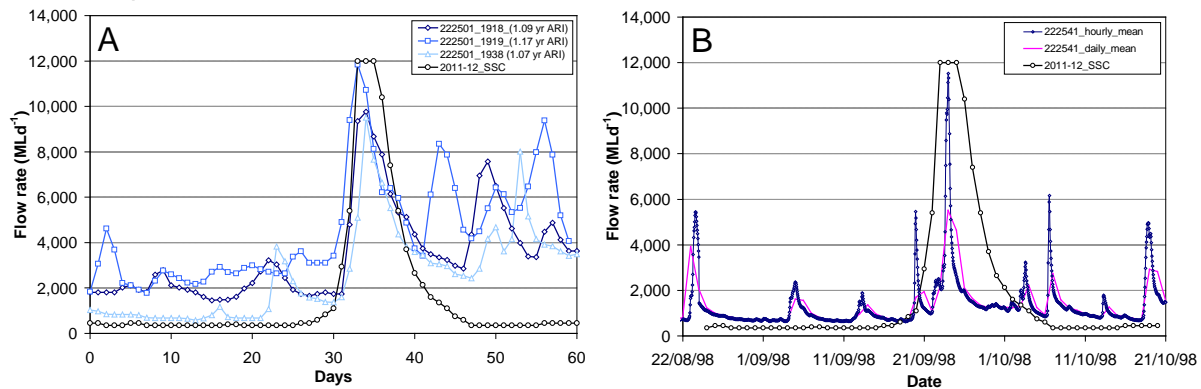 A
Flow rate (MLd-1)
14,000
12,000
10,000
8,000
6,000
4,000
2,000
0
222501_1918_(1.09 yr ARI)
222501_1919_(1.17 yr ARI)
222501_1938 (1.07 yr ARI)
2011-12_SSC
0 10 20 30 40 50 60
Days
B
Flow rate (MLd-1)
14,000
12,000
10,000
8,000
6,000
4,000
2,000
0
222541_hourly_mean
222541_daily_mean
2011-12_SSC
22/08/98 1/09/98 11/09/98 21/09/98 1/10/98 11/10/98 21/10/98
Date